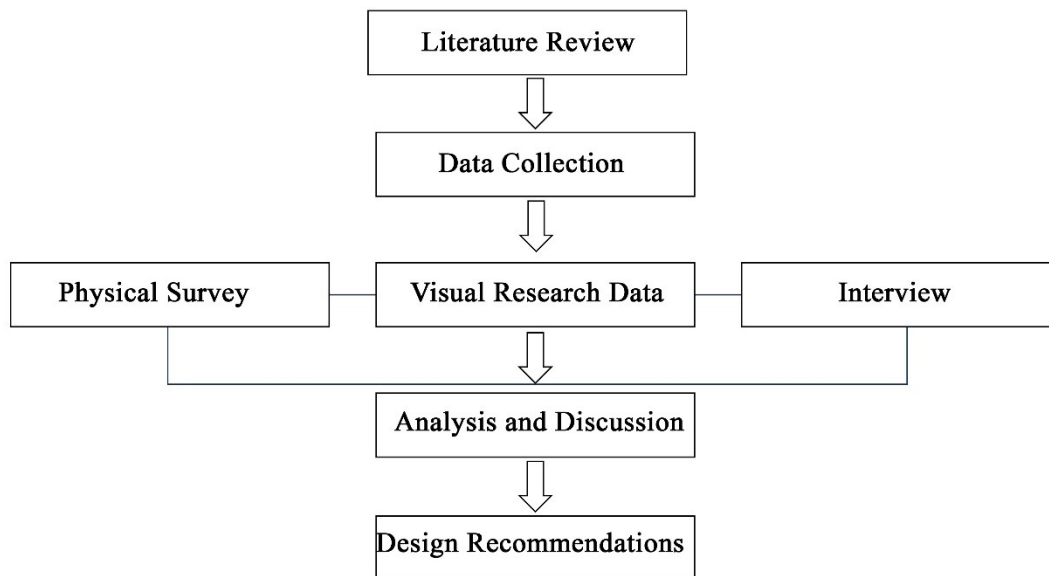 Literature Review
Data Collection
Physical Survey
Visual Research Data
Interview
Analysis and Discussion
Design Recommendations